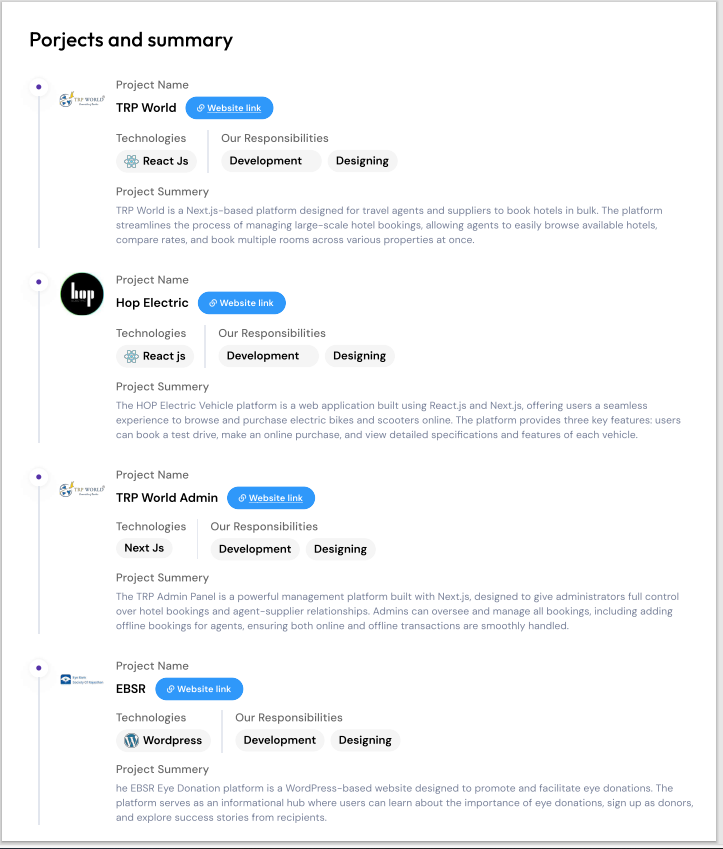 Porjects and summary
Project Name
TRP WORLD
TRP World
Website link
Technologies
Our Responsibilities
React Js
Development
Designing
Project Summary
TRP World is a Next.js-based platform designed for travel agents and suppliers to book hotels in bulk. The platform
streamlines the process of managing large-scale hotel bookings, allowing agents to easily browse available hotels,
compare rates, and book multiple rooms across various properties at once.
Project Name
hop
Hop Electric
Website link
Technologies
Our Responsibilities
React js
Development
Designing
Project Summary
The HOP Electric Vehicle platform is a web application built using React.js and Next.js, offering users a seamless
experience to browse and purchase electric bikes and scooters online. The platform provides three key features: users
can book a test drive, make an online purchase, and view detailed specifications and features of each vehicle.
Project Name
TRP WORLD
TRP World Admin
Website link
Technologies
Our Responsibilities
Next Js
Development
Designing
Project Summary
The TRP Admin Panel is a powerful management platform built with Next.js, designed to give administrators full control
over hotel bookings and agent-supplier relationships. Admins can oversee and manage all bookings, including adding
offline bookings for agents, ensuring both online and offline transactions are smoothly handled.
Project Name
EBSR
Website link
Technologies
Our Responsibilities
Wordpress
Development
Designing
Project Summary
he EBSR Eye Donation platform is a WordPress-based website designed to promote and facilitate eye donations. The
platform serves as an informational hub where users can learn about the importance of eye donations, sign up as donors,
and explore success stories from recipients.